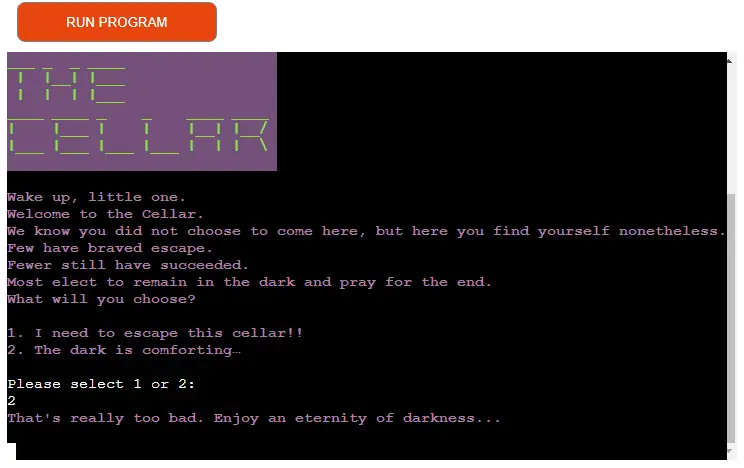 RUN PROGRAM
THE
CELLAR
Wake up, little one.
Welcome to the Cellar.
We know you did not choose to come here, but here you find yourself nonetheless.
Few have braved escape.
Fewer still have succeeded.
Most elect to remain in the dark and pray for the end.
What will you choose?
1. I need to escape this cellar!!
2. The dark is comforting…
Please select 1 or 2:
2
That's really too bad. Enjoy an eternity of darkness...